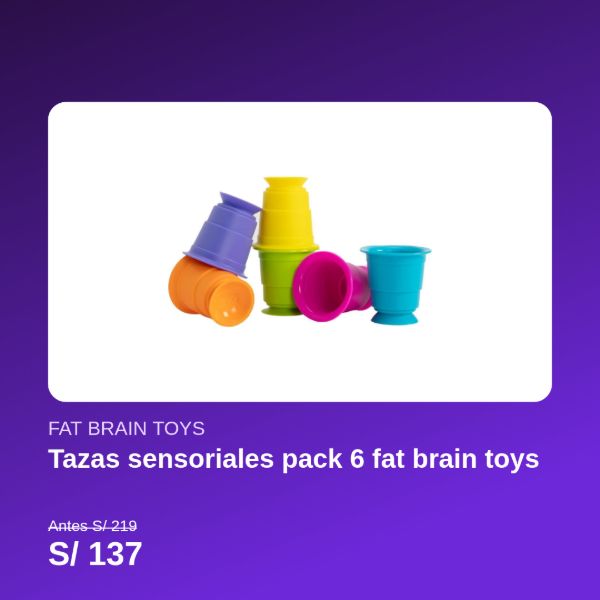 FAT BRAIN TOYS
Tazas sensoriales pack 6 fat brain toys
Antes S/ 219
S/ 137